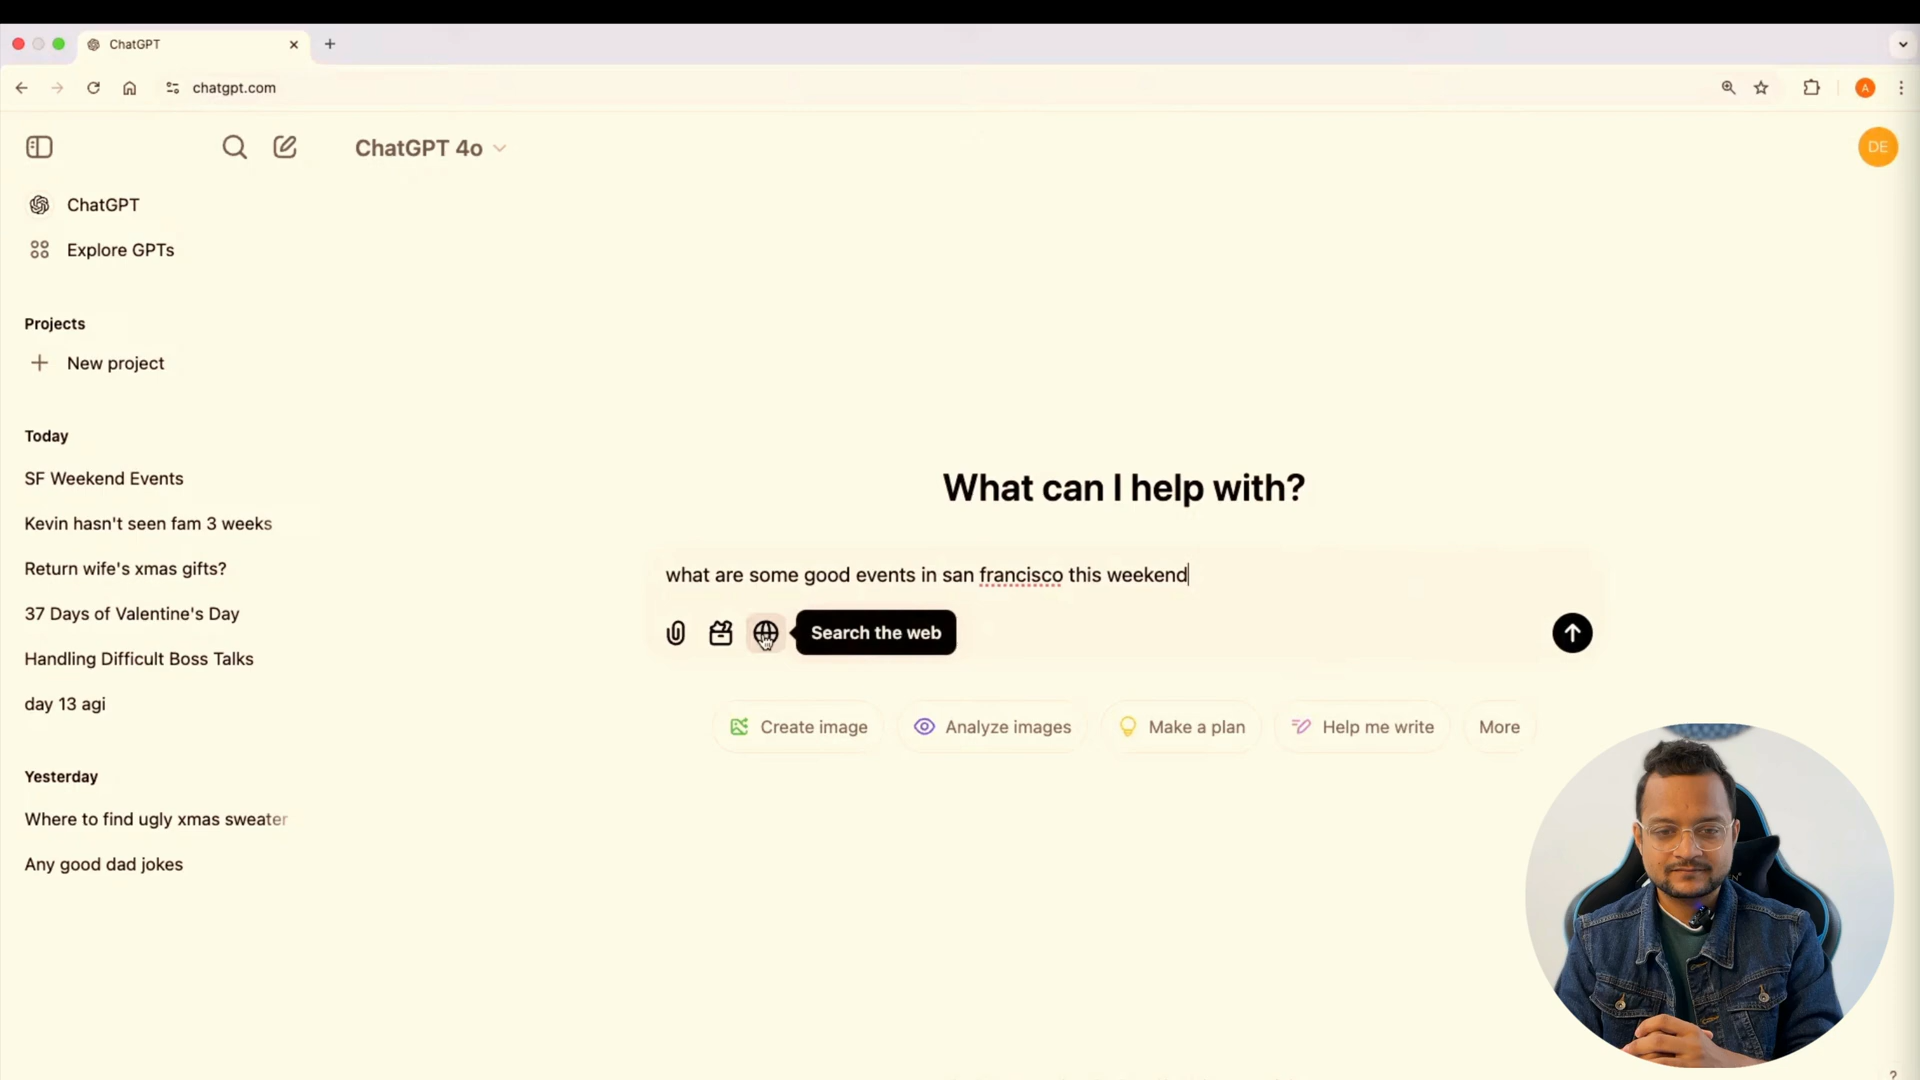 ChatGPT
chatgpt.com
A
ChatGPT 4o
DE
ChatGPT
Explore GPTs
Projects
New project
Today
SF Weekend Events
Kevin hasn't seen fam 3 weeks
Return wife's xmas gifts?
37 Days of Valentine's Day
Handling Difficult Boss Talks
day 13 agi
Yesterday
Where to find ugly xmas sweater
Any good dad jokes
What can I help with?
what are some good events in san francisco this weekend
Search the web
Create image
Analyze images
Make a plan
Help me write
More
?